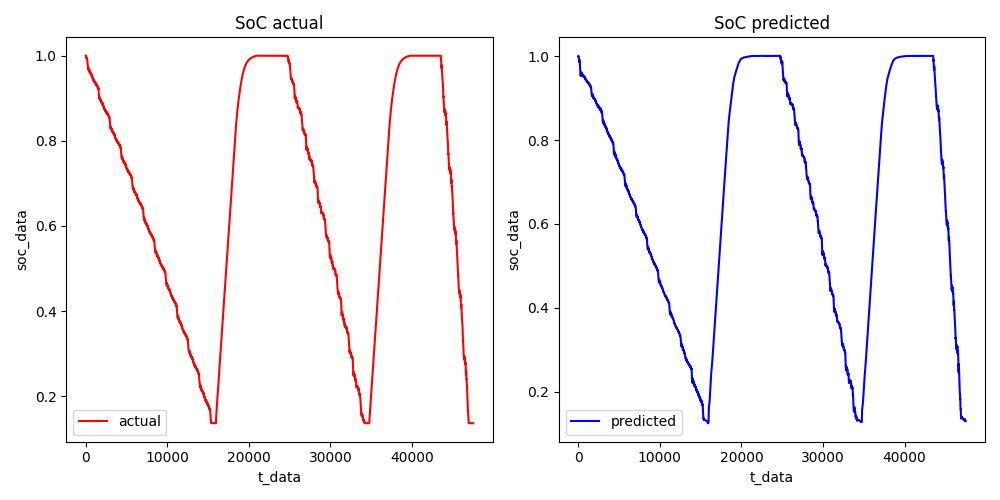 SoC actual
1.0
0.8
0.6
0.4
0.2
soc_data
0
10000
20000
30000
40000
t_data
actual
SoC predicted
1.0
0.8
0.6
0.4
0.2
soc_data
0
10000
20000
30000
40000
t_data
predicted